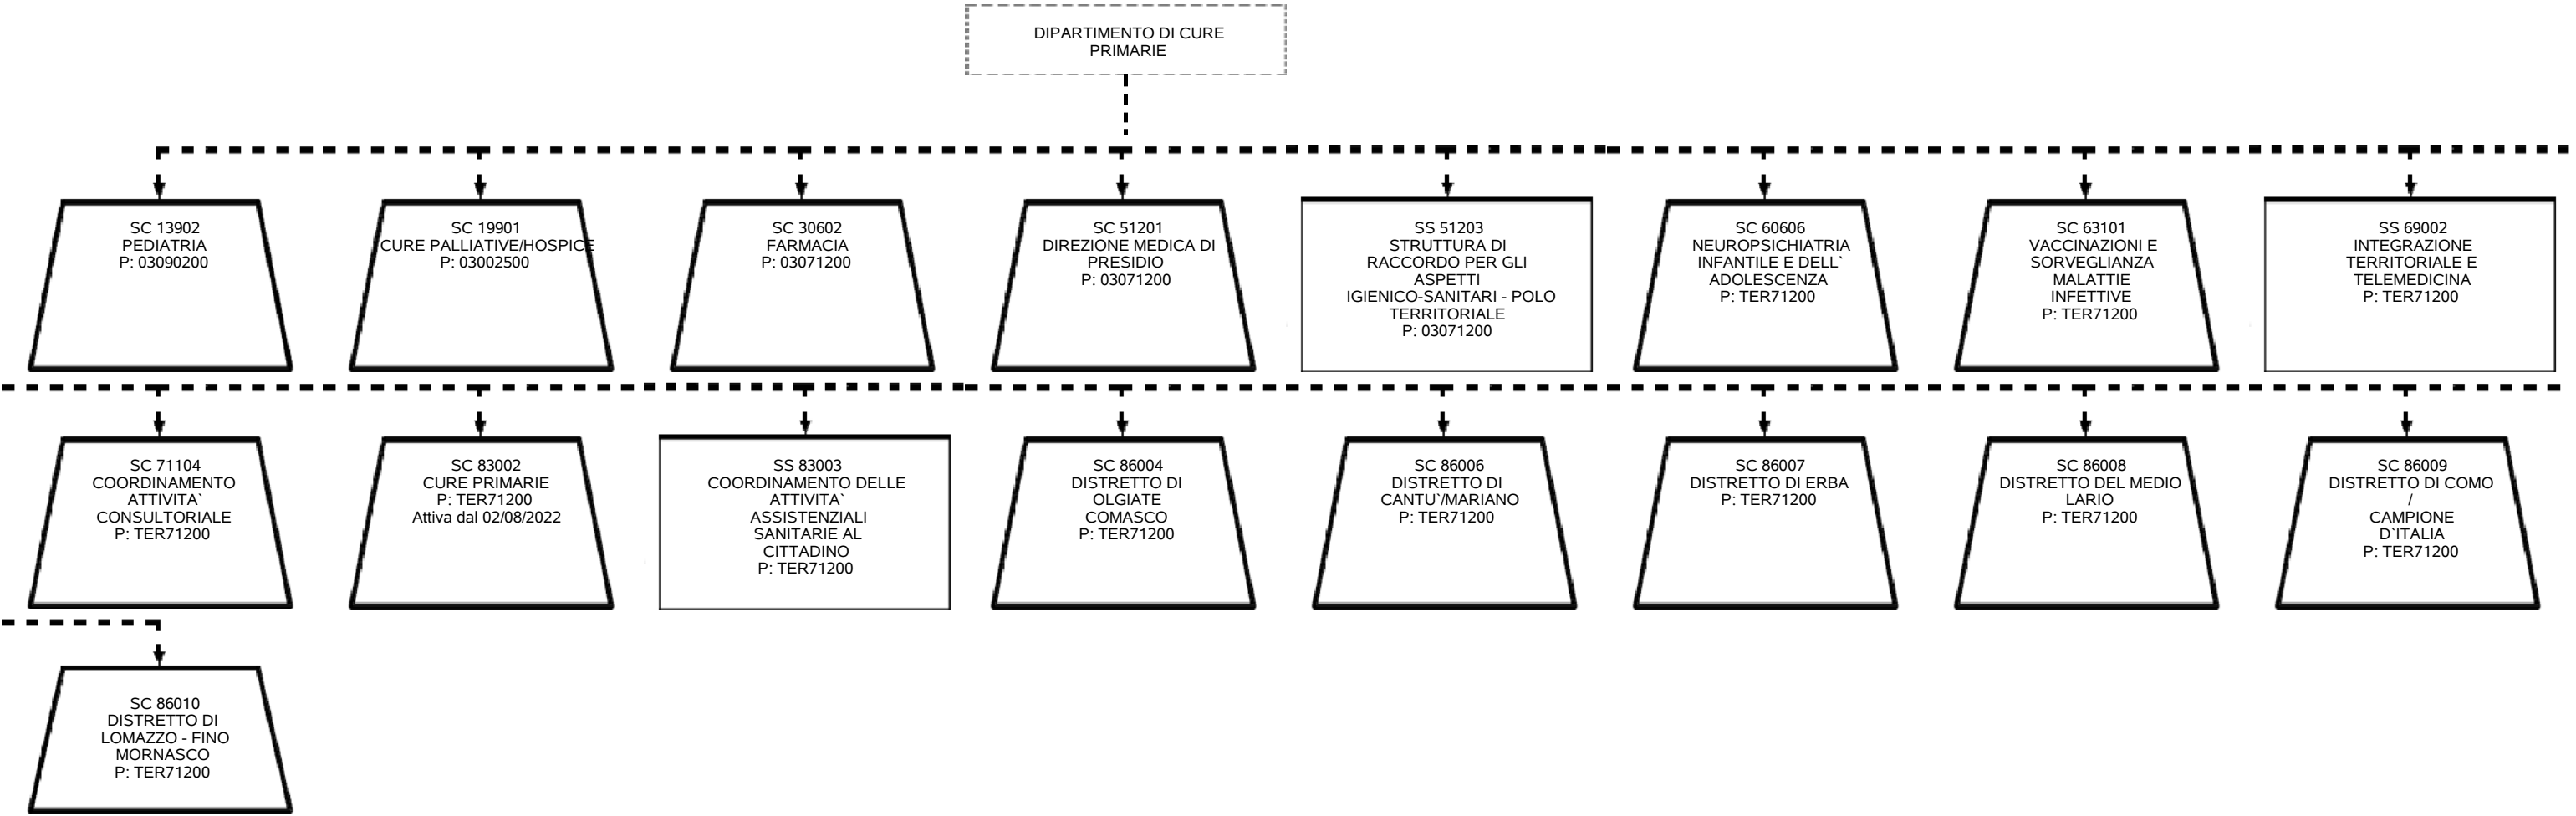 DIPARTIMENTO DI CURE
PRIMARIE
SC 13902
PEDIATRIA
P: 03090200
SC 19901
CURE PALLIATIVE/HOSPICE
P: 03002500
SC 30602
FARMACIA
P: 03071200
SC 51201
DIREZIONE MEDICA DI
PRESIDIO
P: 03071200
SS 51203
STRUTTURA DI
RACCORDO PER GLI
ASPETTI
IGIENICO-SANITARI - POLO
TERRITORIALE
P: 03071200
SC 60606
NEUROPSICHIATRIA
INFANTILE E DELL`
ADOLESCENZA
P: TER71200
SC 63101
VACCINAZIONI E
SORVEGLIANZA
MALATTIE
INFETTIVE
P: TER71200
SS 69002
INTEGRAZIONE
TERRITORIALE E
TELEMEDICINA
P: TER71200
SC 71104
COORDINAMENTO
ATTIVITA`
CONSULTORIALE
P: TER71200
SC 83002
CURE PRIMARIE
P: TER71200
Attiva dal 02/08/2022
SS 83003
COORDINAMENTO DELLE
ATTIVITA`
ASSISTENZIALI
SANITARIE AL
CITTADINO
P: TER71200
SC 86004
DISTRETTO DI
OLGIATE
COMASCO
P: TER71200
SC 86006
DISTRETTO DI
CANTU`/MARIANO
P: TER71200
SC 86007
DISTRETTO DI ERBA
P: TER71200
SC 86008
DISTRETTO DEL MEDIO
LARIO
P: TER71200
SC 86009
DISTRETTO DI COMO
/
CAMPIONE
D`ITALIA
P: TER71200
SC 86010
DISTRETTO DI
LOMAZZO - FINO
MORNASCO
P: TER71200